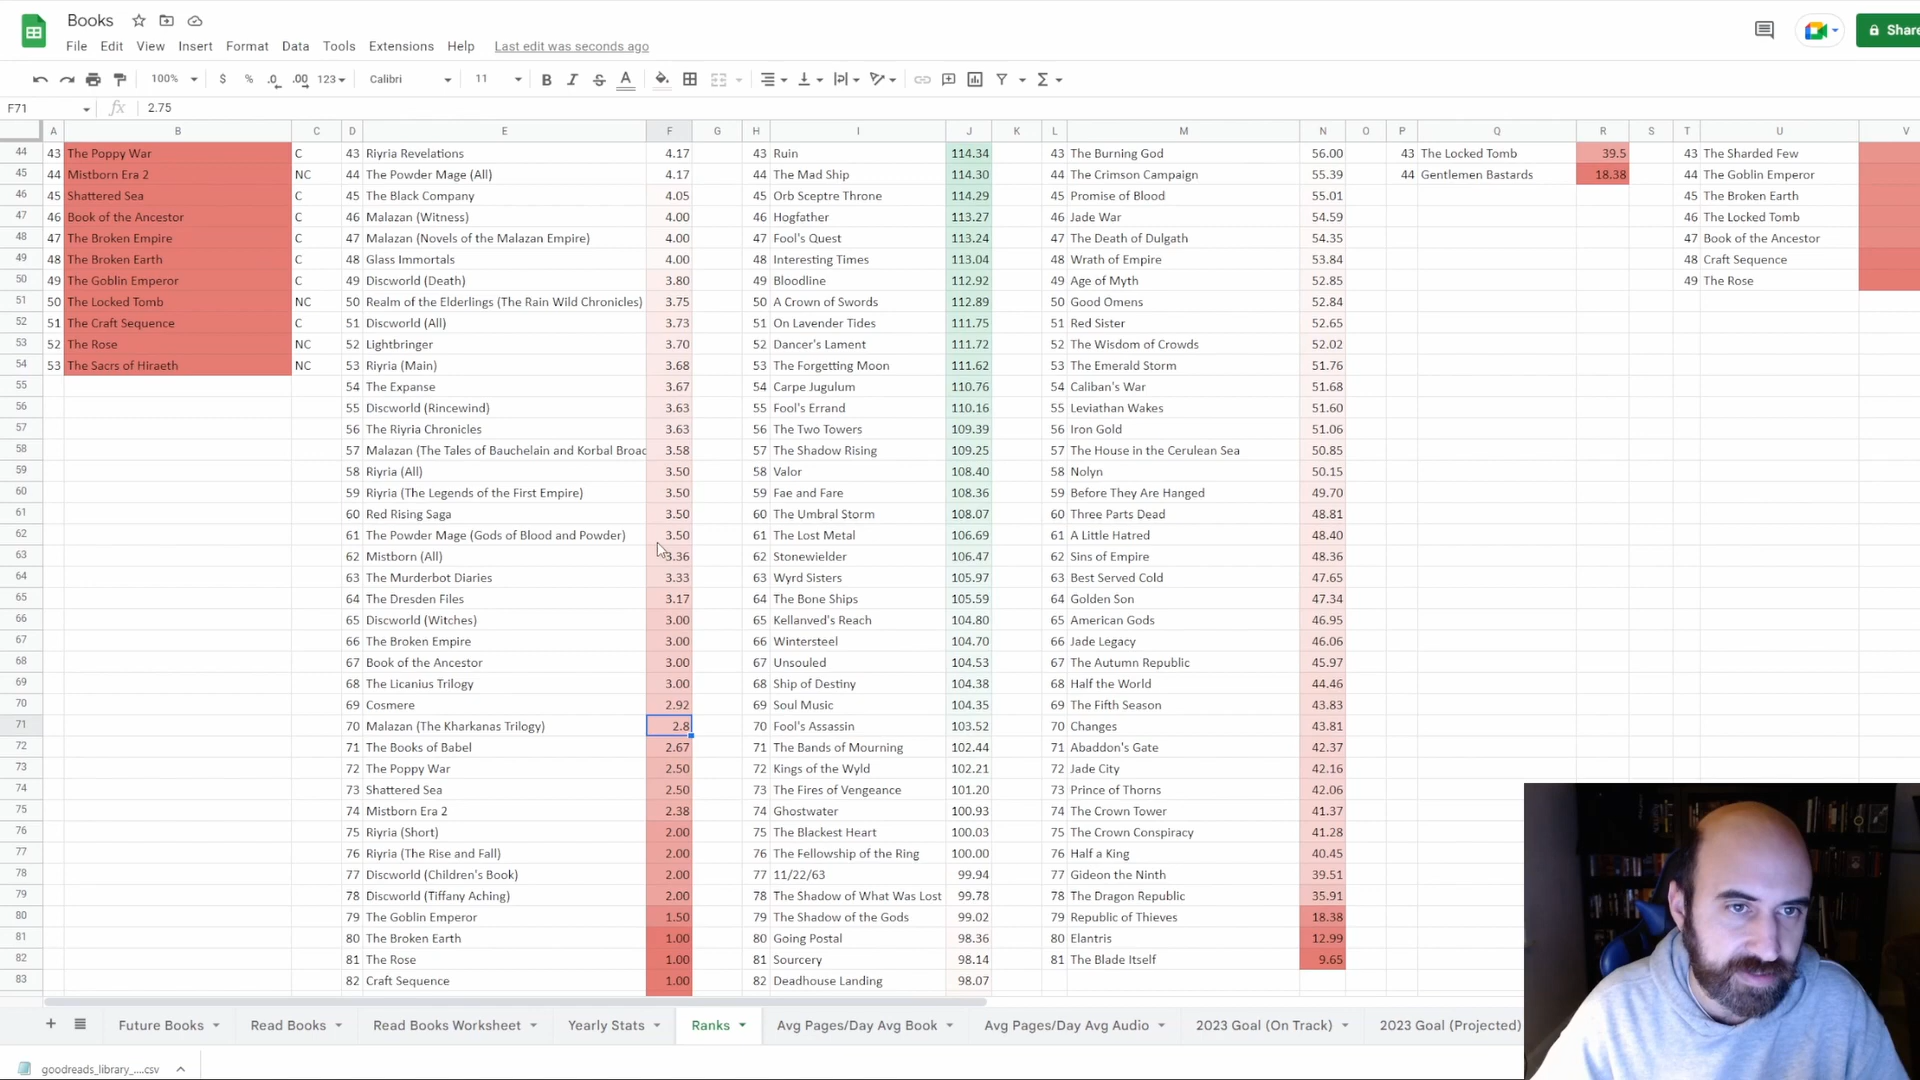 Books
File Edit View Insert Format Data Tools Extensions Help Last edit was seconds ago
Share
100% $ % .0 .00 123 Calibri 11 B I S A
F71 fx 2.75
A B C D E F G H I J K L M N O P Q R S T U V
44 43 The Poppy War C 43 Riyria Revelations 4.17 43 Ruin 114.34 43 The Burning God 56.00 43 The Locked Tomb 39.5 43 The Sharded Few
45 44 Mistborn Era 2 NC 44 The Powder Mage (All) 4.17 44 The Mad Ship 114.30 44 The Crimson Campaign 55.39 44 Gentlemen Bastards 18.38 44 The Goblin Emperor
46 45 Shattered Sea C 45 The Black Company 4.05 45 Orb Sceptre Throne 114.29 45 Promise of Blood 55.01 45 The Broken Earth
47 46 Book of the Ancestor C 46 Malazan (Witness) 4.00 46 Hogfather 113.27 46 Jade War 54.59 46 The Locked Tomb
48 47 The Broken Empire C 47 Malazan (Novels of the Malazan Empire) 4.00 47 Fool's Quest 113.24 47 The Death of Dulgath 54.35 47 Book of the Ancestor
49 48 The Broken Earth C 48 Glass Immortals 4.00 48 Interesting Times 113.04 48 Wrath of Empire 53.84 48 Craft Sequence
50 49 The Goblin Emperor C 49 Discworld (Death) 3.80 49 Bloodline 112.92 49 Age of Myth 52.85 49 The Rose
51 50 The Locked Tomb NC 50 Realm of the Elderlings (The Rain Wild Chronicles) 3.75 50 A Crown of Swords 112.89 50 Good Omens 52.84
52 51 The Craft Sequence C 51 Discworld (All) 3.73 51 On Lavender Tides 111.75 51 Red Sister 52.65
53 52 The Rose NC 52 Lightbringer 3.70 52 Dancer's Lament 111.72 52 The Wisdom of Crowds 52.02
54 53 The Sacrs of Hiraeth NC 53 Riyria (Main) 3.68 53 The Forgetting Moon 111.62 53 The Emerald Storm 51.76
55 54 The Expanse 3.67 54 Carpe Jugulum 110.76 54 Caliban's War 51.68
56 55 Discworld (Rincewind) 3.63 55 Fool's Errand 110.16 55 Leviathan Wakes 51.60
57 56 The Riyria Chronicles 3.63 56 The Two Towers 109.39 56 Iron Gold 51.06
58 57 Malazan (The Tales of Bauchelain and Korbal Broac 3.58 57 The Shadow Rising 109.25 57 The House in the Cerulean Sea 50.85
59 58 Riyria (All) 3.50 58 Valor 108.40 58 Nolyn 50.15
60 59 Riyria (The Legends of the First Empire) 3.50 59 Fae and Fare 108.36 59 Before They Are Hanged 49.70
61 60 Red Rising Saga 3.50 60 The Umbral Storm 108.07 60 Three Parts Dead 48.81
62 61 The Powder Mage (Gods of Blood and Powder) 3.50 61 The Lost Metal 106.69 61 A Little Hatred 48.40
63 62 Mistborn (All) 3.36 62 Stonewielder 106.47 62 Sins of Empire 48.36
64 63 The Murderbot Diaries 3.33 63 Wyrd Sisters 105.97 63 Best Served Cold 47.65
65 64 The Dresden Files 3.17 64 The Bone Ships 105.59 64 Golden Son 47.34
66 65 Discworld (Witches) 3.00 65 Kellanved's Reach 104.80 65 American Gods 46.95
67 66 The Broken Empire 3.00 66 Wintersteel 104.70 66 Jade Legacy 46.06
68 67 Book of the Ancestor 3.00 67 Unsouled 104.53 67 The Autumn Republic 45.97
69 68 The Licanius Trilogy 3.00 68 Ship of Destiny 104.38 68 Half the World 44.46
70 69 Cosmere 2.92 69 Soul Music 104.35 69 The Fifth Season 43.83
71 70 Malazan (The Kharkanas Trilogy) 2.8 70 Fool's Assassin 103.52 70 Changes 43.81
72 71 The Books of Babel 2.67 71 The Bands of Mourning 102.44 71 Abaddon's Gate 42.37
73 72 The Poppy War 2.50 72 Kings of the Wyld 102.21 72 Jade City 42.16
74 73 Shattered Sea 2.50 73 The Fires of Vengeance 101.20 73 Prince of Thorns 42.06
75 74 Mistborn Era 2 2.38 74 Ghostwater 100.93 74 The Crown Tower 41.37
76 75 Riyria (Short) 2.00 75 The Blackest Heart 100.03 75 The Crown Conspiracy 41.28
77 76 Riyria (The Rise and Fall) 2.00 76 The Fellowship of the Ring 100.00 76 Half a King 40.45
78 77 Discworld (Children's Book) 2.00 77 11/22/63 99.94 77 Gideon the Ninth 39.51
79 78 Discworld (Tiffany Aching) 2.00 78 The Shadow of What Was Lost 99.78 78 The Dragon Republic 35.91
80 79 The Goblin Emperor 1.50 79 The Shadow of the Gods 99.02 79 Republic of Thieves 18.38
81 80 The Broken Earth 1.00 80 Going Postal 98.36 80 Elantris 12.99
82 81 The Rose 1.00 81 Sourcery 98.14 81 The Blade Itself 9.65
83 82 Craft Sequence 1.00 82 Deadhouse Landing 98.07
Future Books Read Books Read Books Worksheet Yearly Stats Ranks Avg Pages/Day Avg Book Avg Pages/Day Avg Audio 2023 Goal (On Track) 2023 Goal (Projected)
goodreads_library_....csv